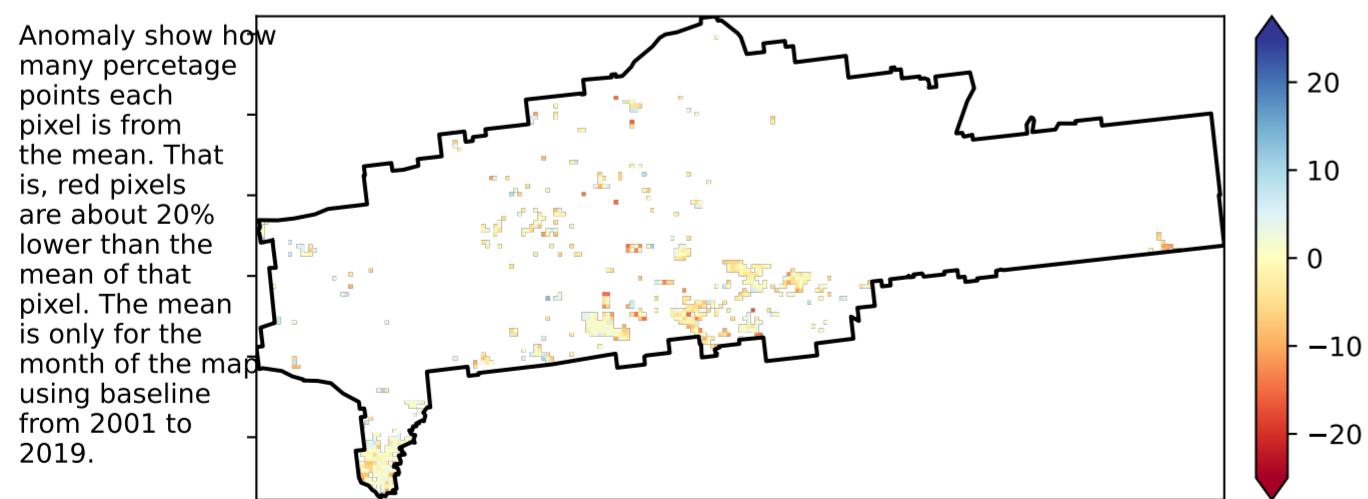 Anomaly show how
many percetage
points each
pixel is from
the mean. That
is, red pixels
are about 20%
lower than the
mean of that
pixel. The mean
is only for the
month of the map
using baseline
from 2001 to
2019.
20
10
0
−10
−20